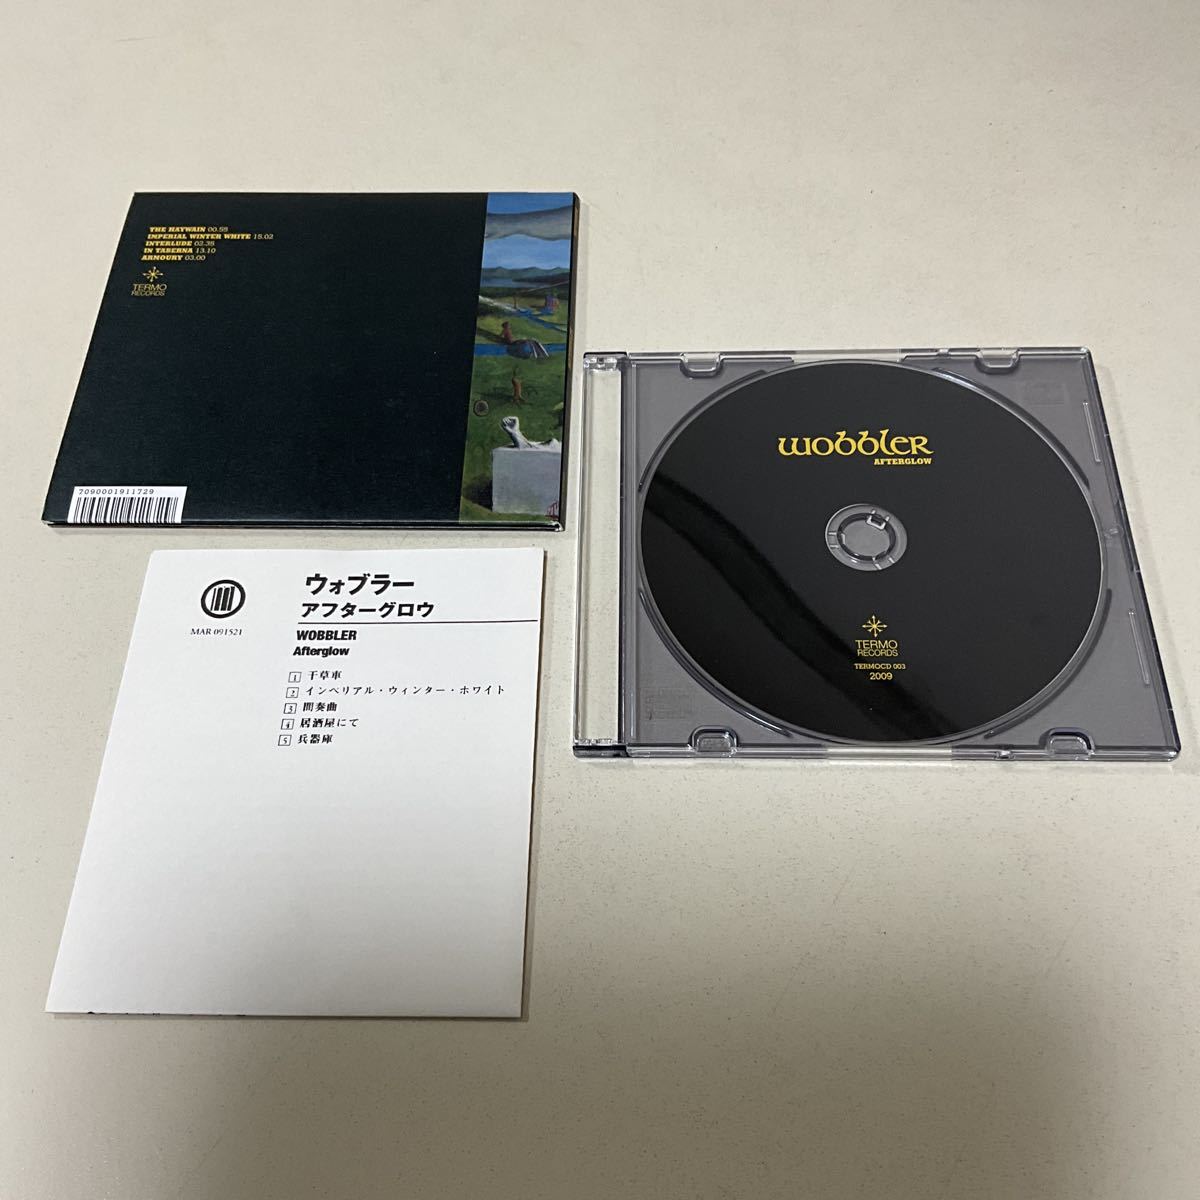 THE HAYWAIN 00.55
IMPERIAL WINTER WHITE 15.02
INTERLUDE 02.35
IN TABERNA 13.10
ARMOURY 03.00
TERMO
RECORDS
7090001911729
wobbler
AFTERGLOW
TERMO
RECORDS
TERMOCD 003
2009
MAR 091521
ウォブラー
アフターグロウ
WOBBLER
Afterglow
1 干草車
2 インペリアル・ウィンター・ホワイト
3 間奏曲
4 居酒屋にて
5 兵器庫